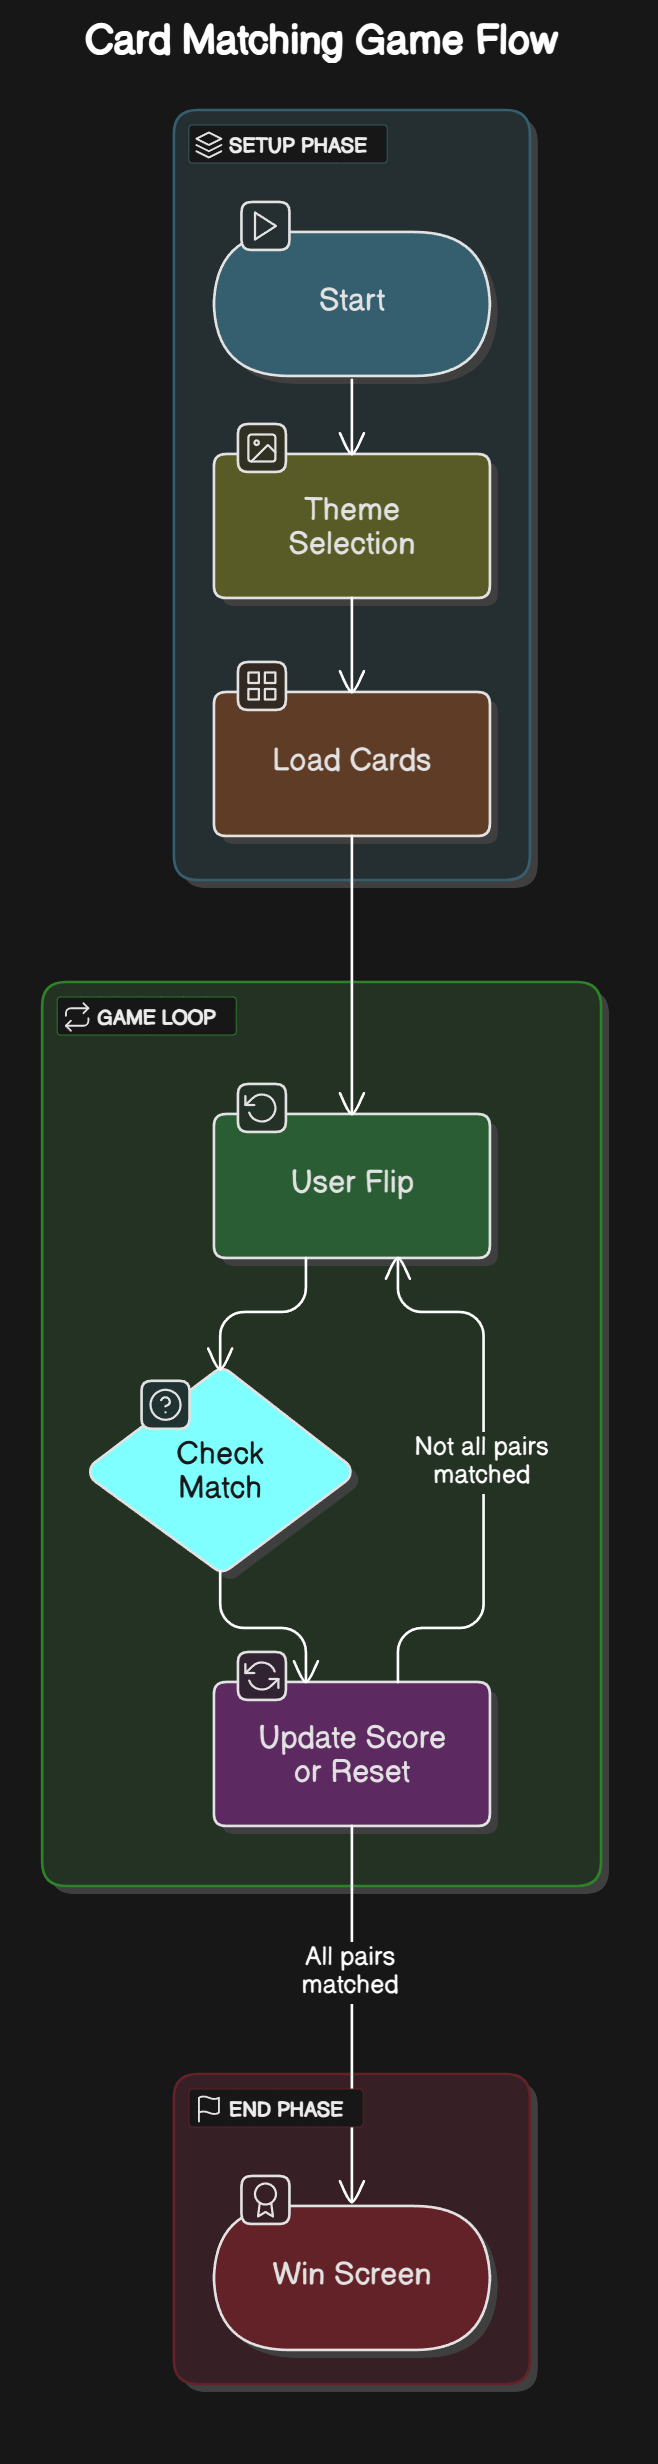 Card Matching Game Flow
SETUP PHASE
Start
Theme
Selection
Load Cards
GAME LOOP
User Flip
Check
Match
Not all pairs
matched
Update Score
or Reset
All pairs
matched
END PHASE
Win Screen